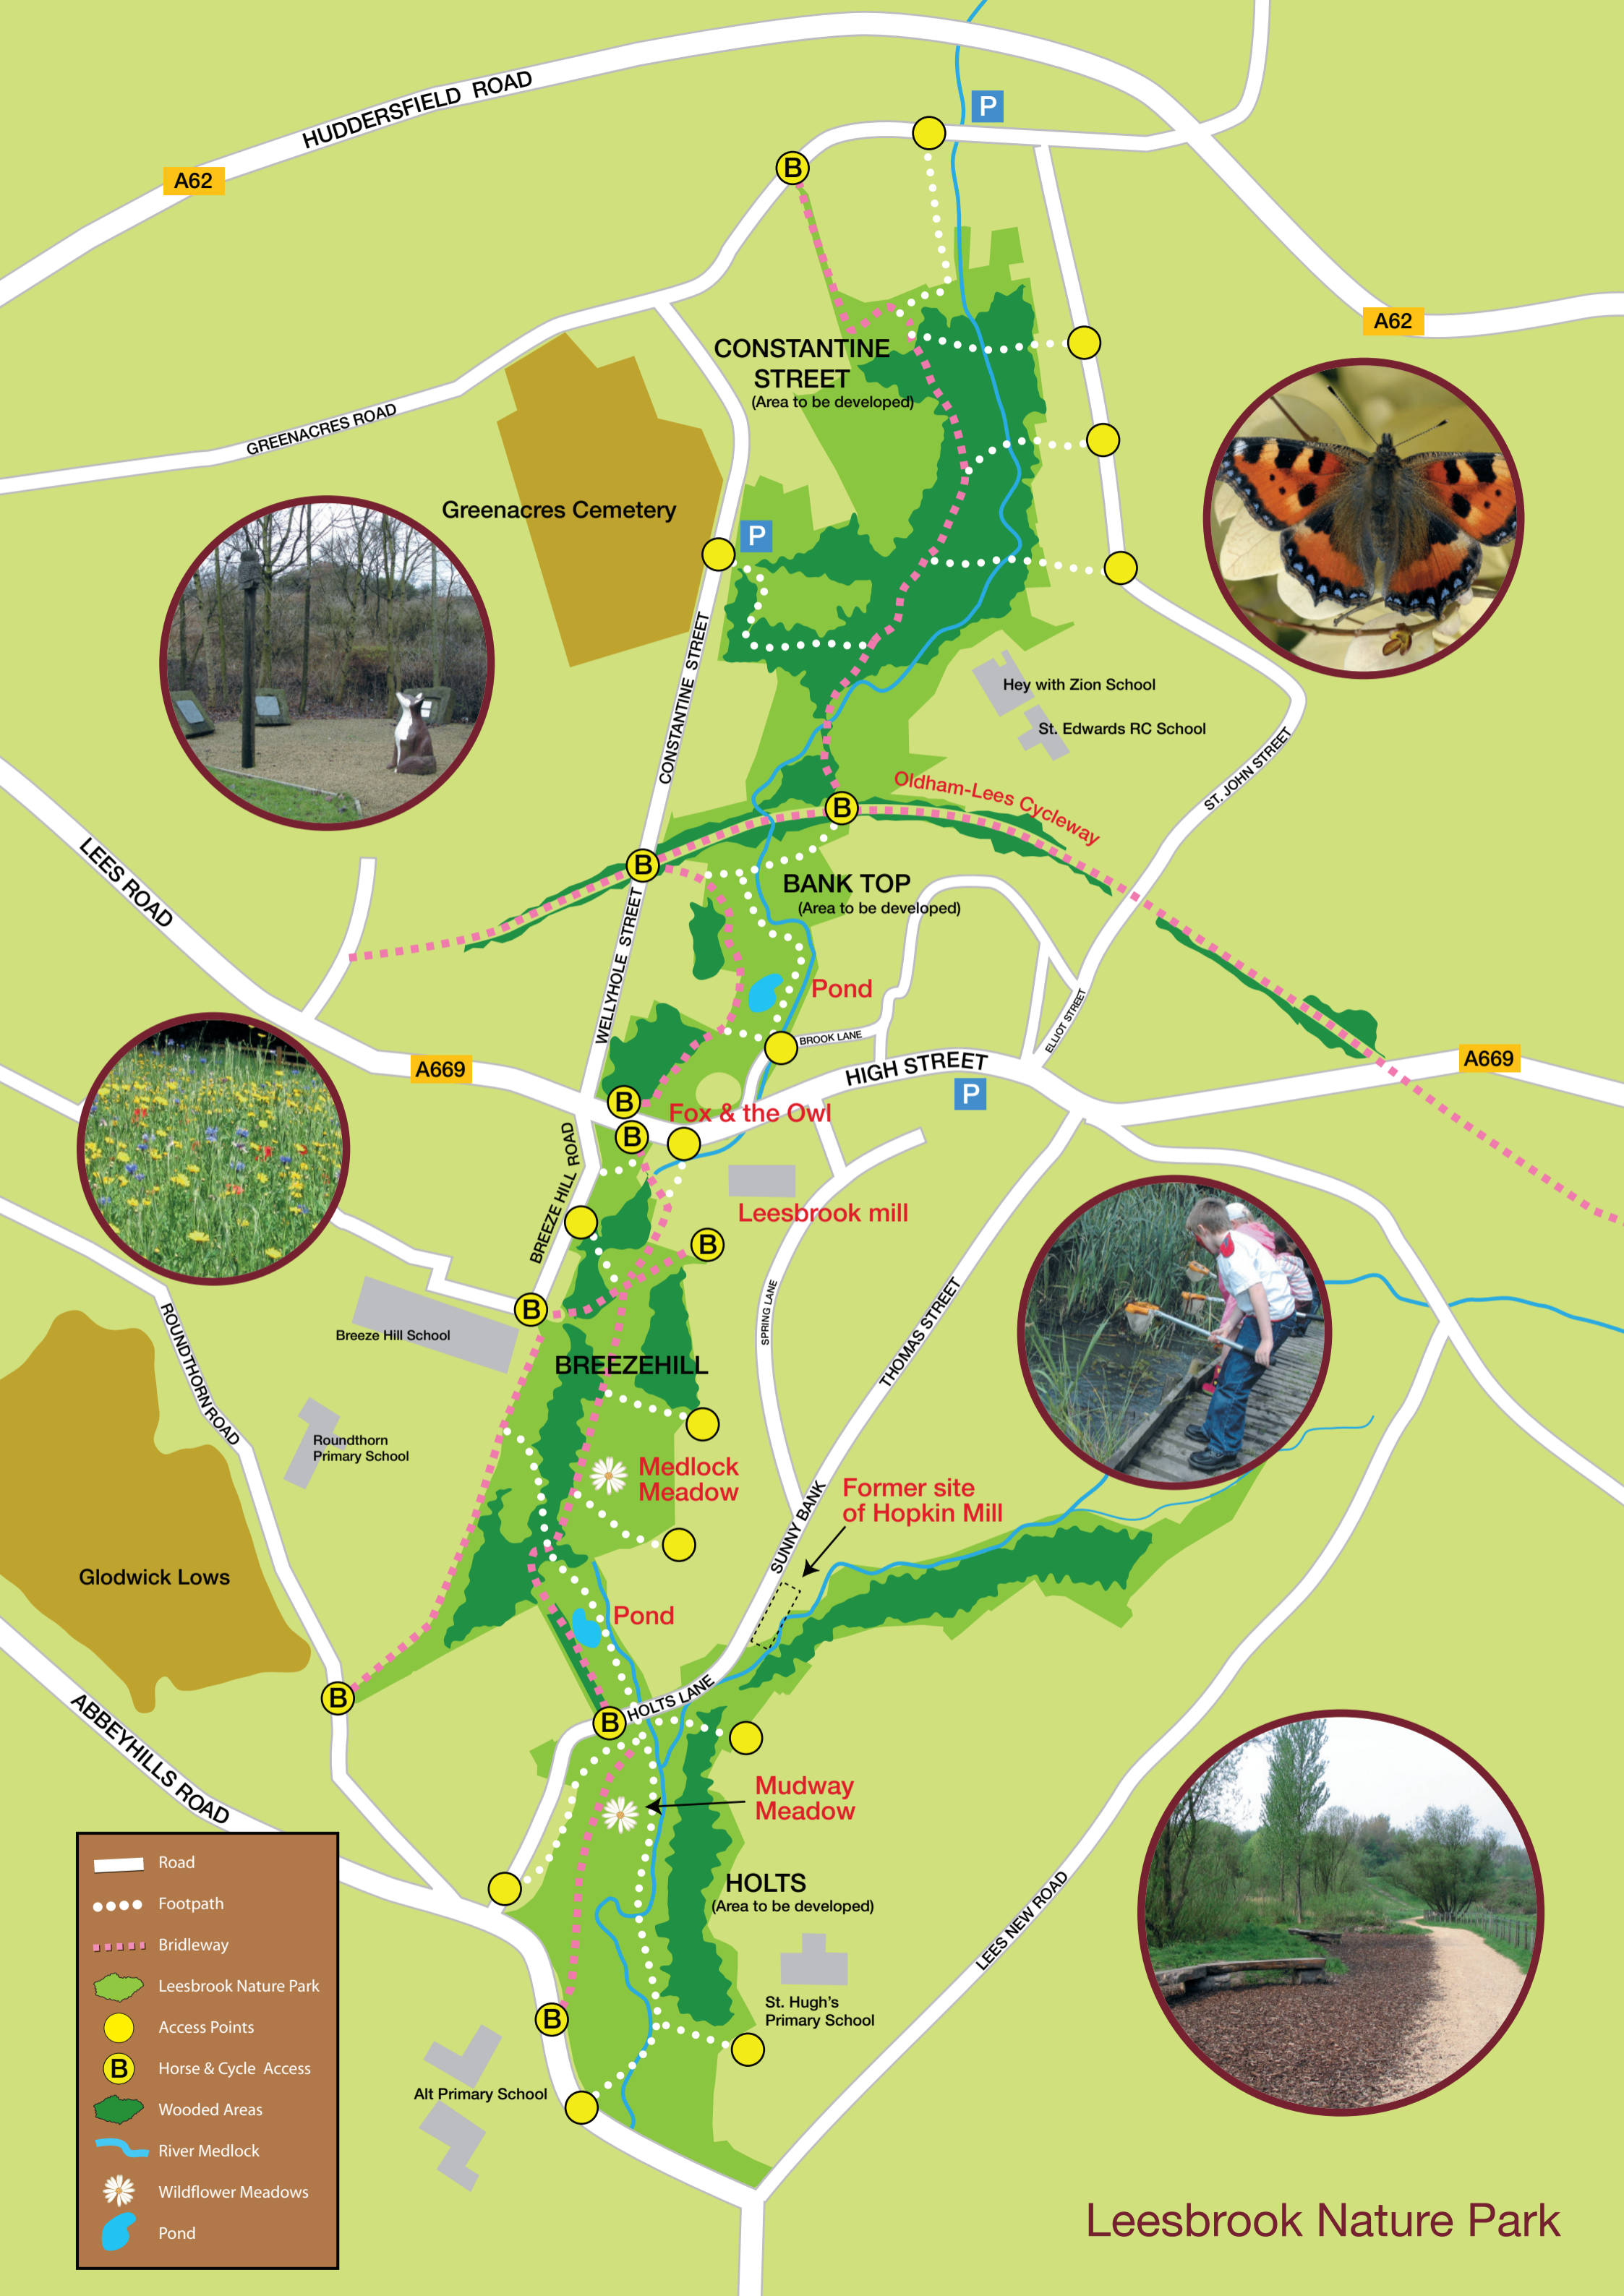 HUDDERSFIELD ROAD
A62
P
B
A62
CONSTANTINE
STREET
(Area to be developed)
GREENACRES ROAD
Greenacres Cemetery
P
CONSTANTINE STREET
Hey with Zion School
St. Edwards RC School
ST. JOHN STREET
Oldham-Lees Cycleway
B
B
LEES ROAD
BANK TOP
(Area to be developed)
WELLYHOLE STREET
Pond
BROOK LANE
ELLIOT STREET
HIGH STREET
A669
A669
P
B
Fox & the Owl
B
BREEZE HILL ROAD
Leesbrook mill
B
B
SPRING LANE
THOMAS STREET
Breeze Hill School
BREEZEHILL
ROUNDTHORN ROAD
Roundthorn
Primary School
Medlock
Meadow
Former site
of Hopkin Mill
SUNNY BANK
Glodwick Lows
Pond
B
HOLTS LANE
B
ABBEYHILLS ROAD
Mudway
Meadow
HOLTS
(Area to be developed)
LEES NEW ROAD
St. Hugh's
Primary School
B
Alt Primary School
Road
Footpath
Bridleway
Leesbrook Nature Park
Access Points
B Horse & Cycle Access
Wooded Areas
River Medlock
Wildflower Meadows
Pond
Leesbrook Nature Park